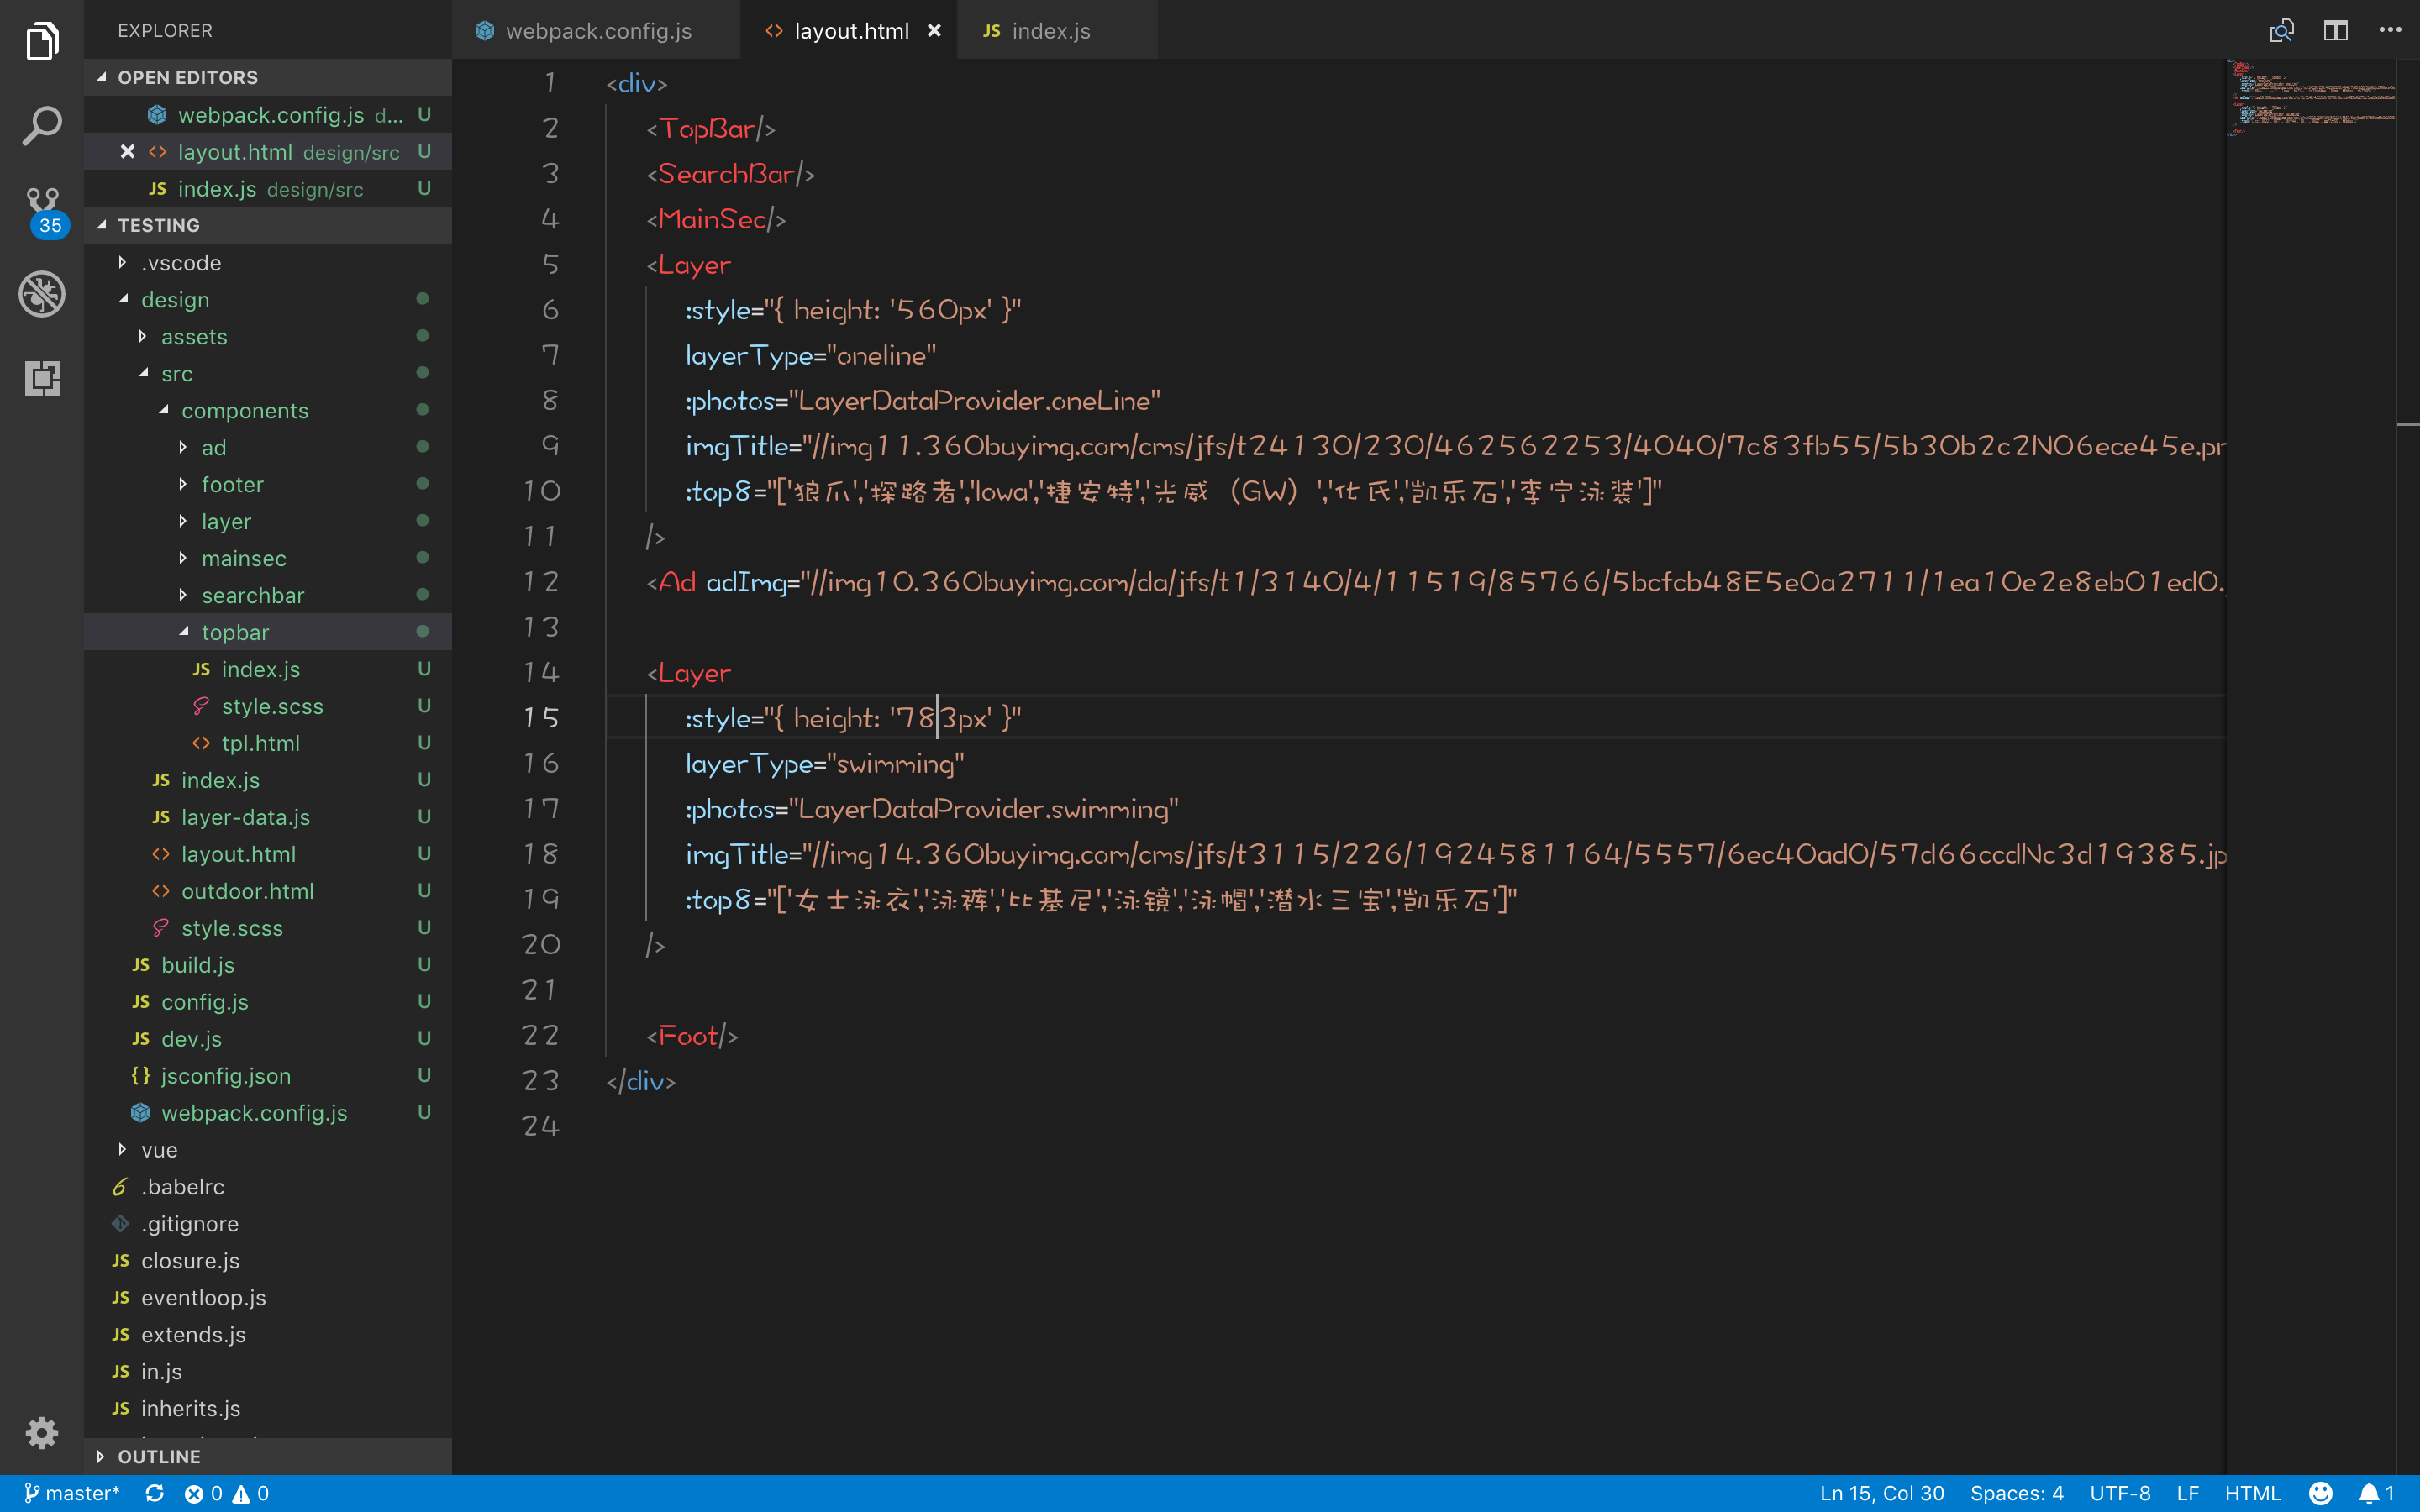 EXPLORER
OPEN EDITORS
webpack.config.js d... U
layout.html design/src U
JS index.js design/src U
35
TESTING
.vscode
design
assets
src
components
ad
footer
layer
mainsec
searchbar
topbar
JS index.js U
style.scss U
<> tpl.html U
JS index.js U
JS layer-data.js U
<> layout.html U
<> outdoor.html U
style.scss U
JS build.js U
JS config.js U
JS dev.js U
{} jsconfig.json U
webpack.config.js U
vue
.babelrc
.gitignore
JS closure.js
JS eventloop.js
JS extends.js
JS in.js
JS inherits.js
OUTLINE
webpack.config.js
<> layout.html
JS index.js
1 <div>
2 <TopBar/>
3 <SearchBar/>
4 <MainSec/>
5 <Layer
6 :style="{ height: '560px' }"
7 layerType="oneline"
8 :photos="LayerDataProvider.oneLine"
9 imgTitle="//img11.360buyimg.com/cms/jfs/t24130/230/462562253/4040/7c83fb55/5b30b2c2N06ece45e.pr
10 :top8="['狼爪','探路者','lowa','捷安特','光威（GW）','化氏','凯乐石','李宁泳装']"
11 />
12 <Ad adImg="//img10.360buyimg.com/da/jfs/t1/3140/4/11519/85766/5bcfcb48E5e0a2711/1ea10e2e8eb01ed0.
13
14 <Layer
15 :style="{ height: '783px' }"
16 layerType="swimming"
17 :photos="LayerDataProvider.swimming"
18 imgTitle="//img14.360buyimg.com/cms/jfs/t3115/226/1924581164/5557/6ec40ad0/57d66ccdNc3d19385.jp
19 :top8="['女士泳衣','泳裤','比基尼','泳镜','泳帽','潜水三宝','凯乐石']"
20 />
21
22 <Foot/>
23 </div>
24
master* 0 0
Ln 15, Col 30 Spaces: 4 UTF-8 LF HTML 1